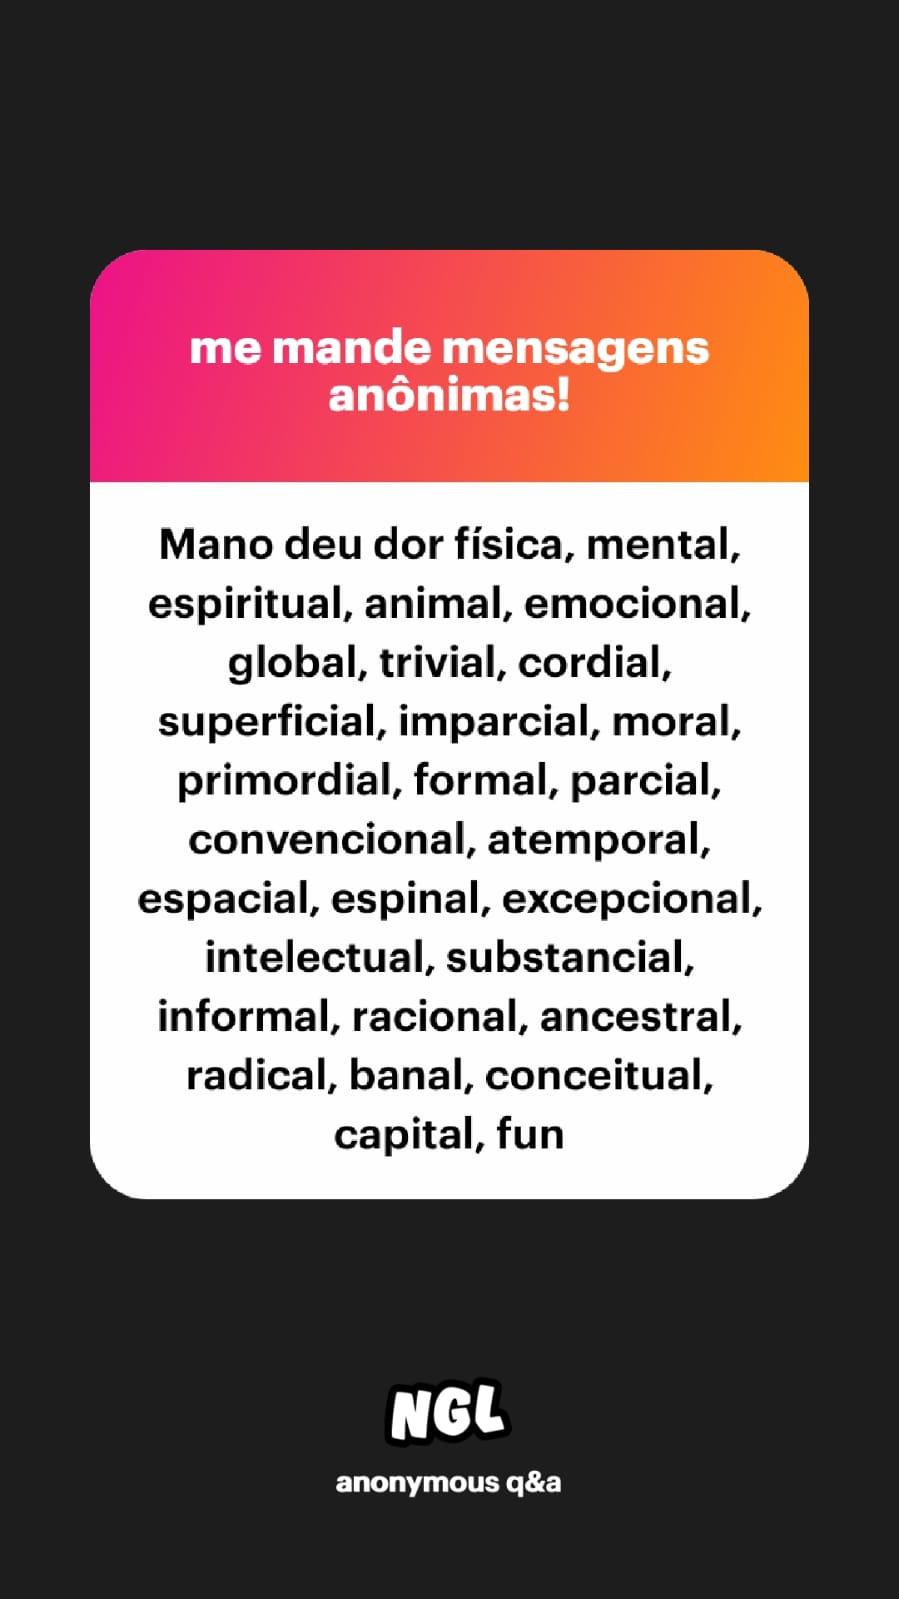 me mande mensagens
anônimas!
Mano deu dor física, mental,
espiritual, animal, emocional,
global, trivial, cordial,
superficial, imparcial, moral,
primordial, formal, parcial,
convencional, atemporal,
espacial, espinal, excepcional,
intelectual, substancial,
informal, racional, ancestral,
radical, banal, conceitual,
capital, fun
NGL
anonymous q&a